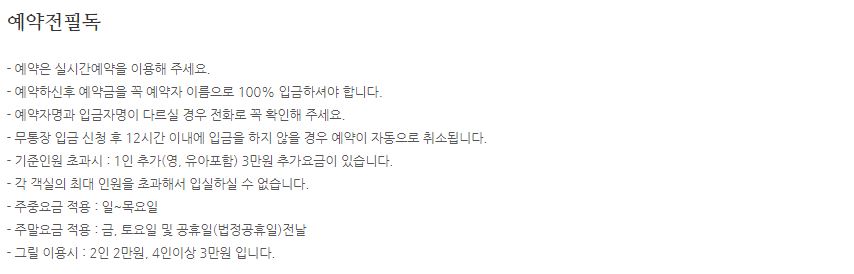 예약전필독
- 예약은 실시간예약을 이용해 주세요.
- 예약하신후 예약금을 꼭 예약자 이름으로 100% 입금하셔야 합니다.
- 예약자명과 입금자명이 다르실 경우 전화로 꼭 확인해 주세요.
- 무통장 입금 신청 후 12시간 이내에 입금을 하지 않을 경우 예약이 자동으로 취소됩니다.
- 기준인원 초과시 : 1인 추가(영, 유아포함) 3만원 추가요금이 있습니다.
- 각 객실의 최대 인원을 초과해서 입실하실 수 없습니다.
- 주중요금 적용 : 일~목요일
- 주말요금 적용 : 금, 토요일 및 공휴일(법정공휴일)전날
- 그릴 이용시 : 2인 2만원, 4인이상 3만원 입니다.